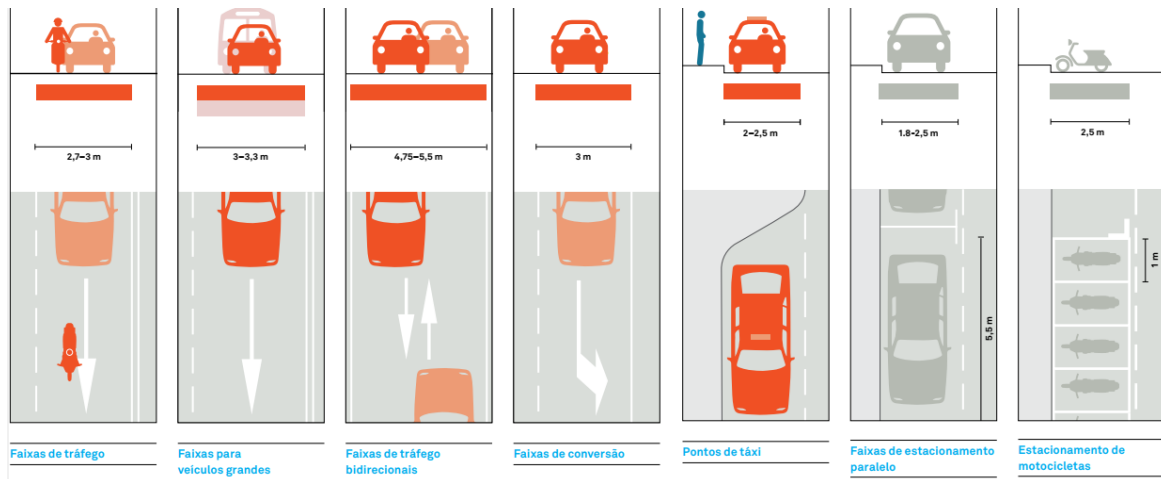 2,7–3 m
3–3,3 m
4,75–5,5 m
3 m
2–2,5 m
1.8-2,5 m
2,5 m
5,5 m
1 m
Faixas de tráfego
Faixas para
veículos grandes
Faixas de tráfego
bidirecionais
Faixas de conversão
Pontos de táxi
Faixas de estacionamento
paralelo
Estacionamento de
motocicletas